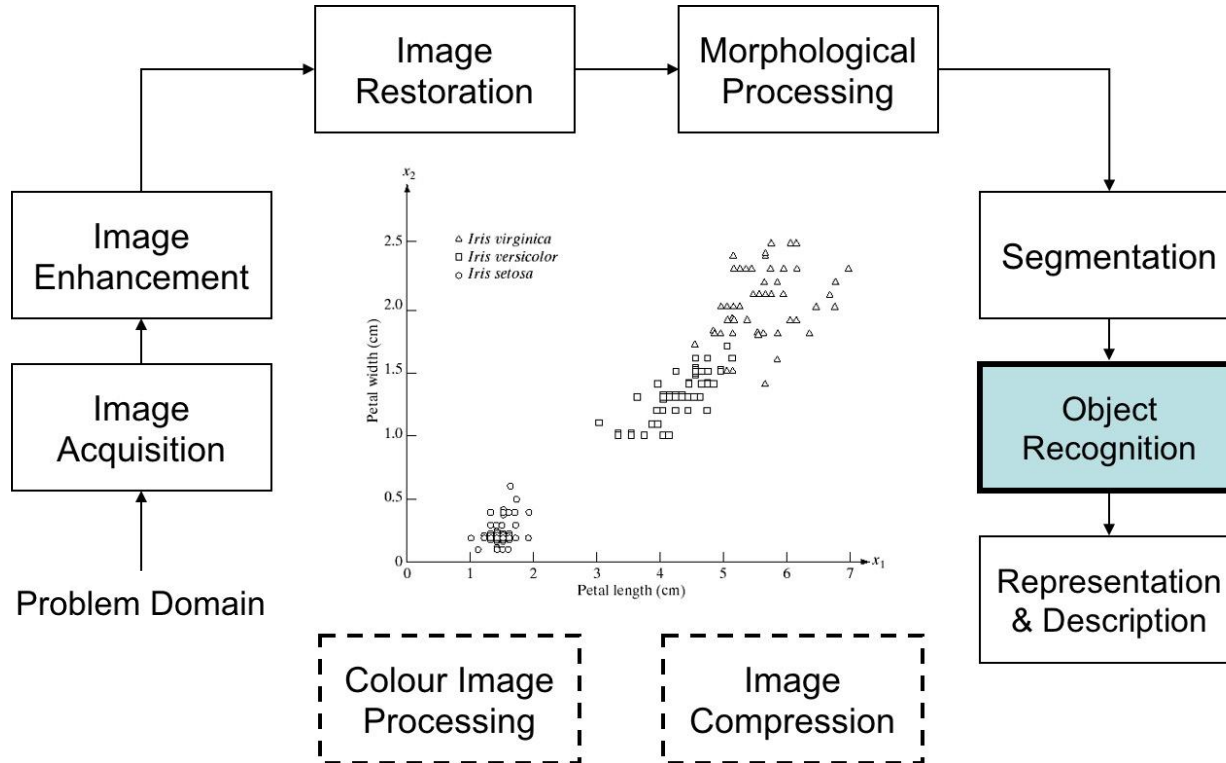 Image
Restoration
Morphological
Processing
Image
Enhancement
Segmentation
Image
Acquisition
Object
Recognition
Problem Domain
Representation
& Description
x2
Iris virginica
Iris versicolor
Iris setosa
2.5
2.0
1.5
1.0
0.5
0
Petal width (cm)
0 1 2 3 4 5 6 7
x1
Petal length (cm)
Colour Image
Processing
Image
Compression